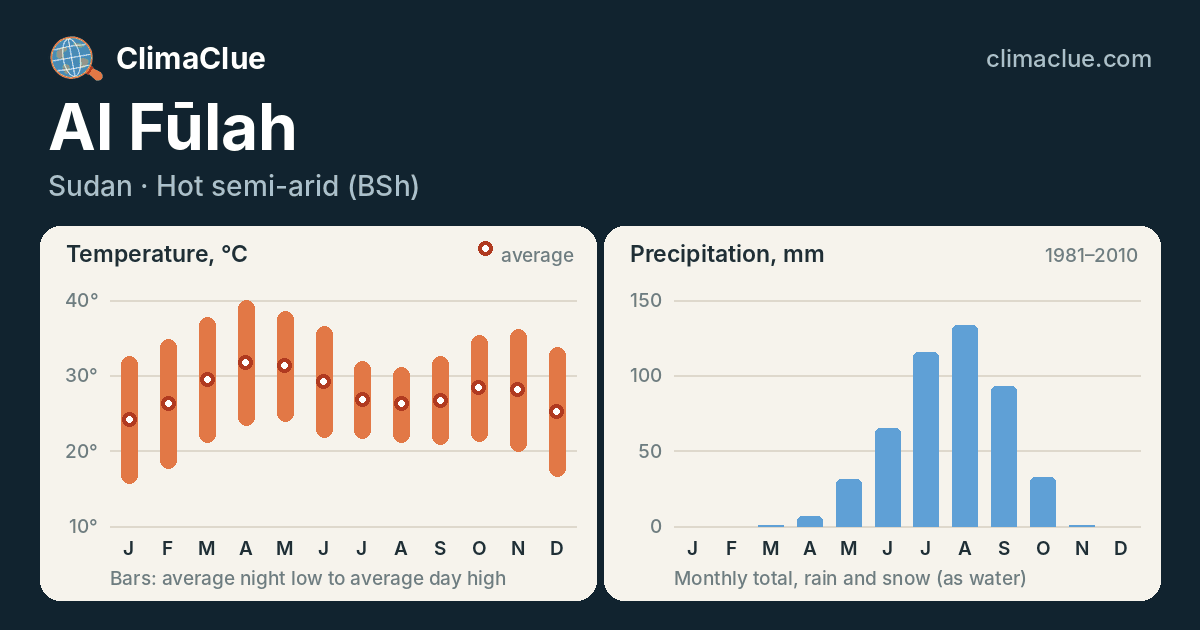 ClimaClue
climaclue.com
Al Fūlah
Sudan · Hot semi-arid (BSh)
Temperature, °C
average
40°
30°
20°
10°
J F M A M J J A S O N D
Bars: average night low to average day high
Precipitation, mm
1981–2010
150
100
50
0
J F M A M J J A S O N D
Monthly total, rain and snow (as water)